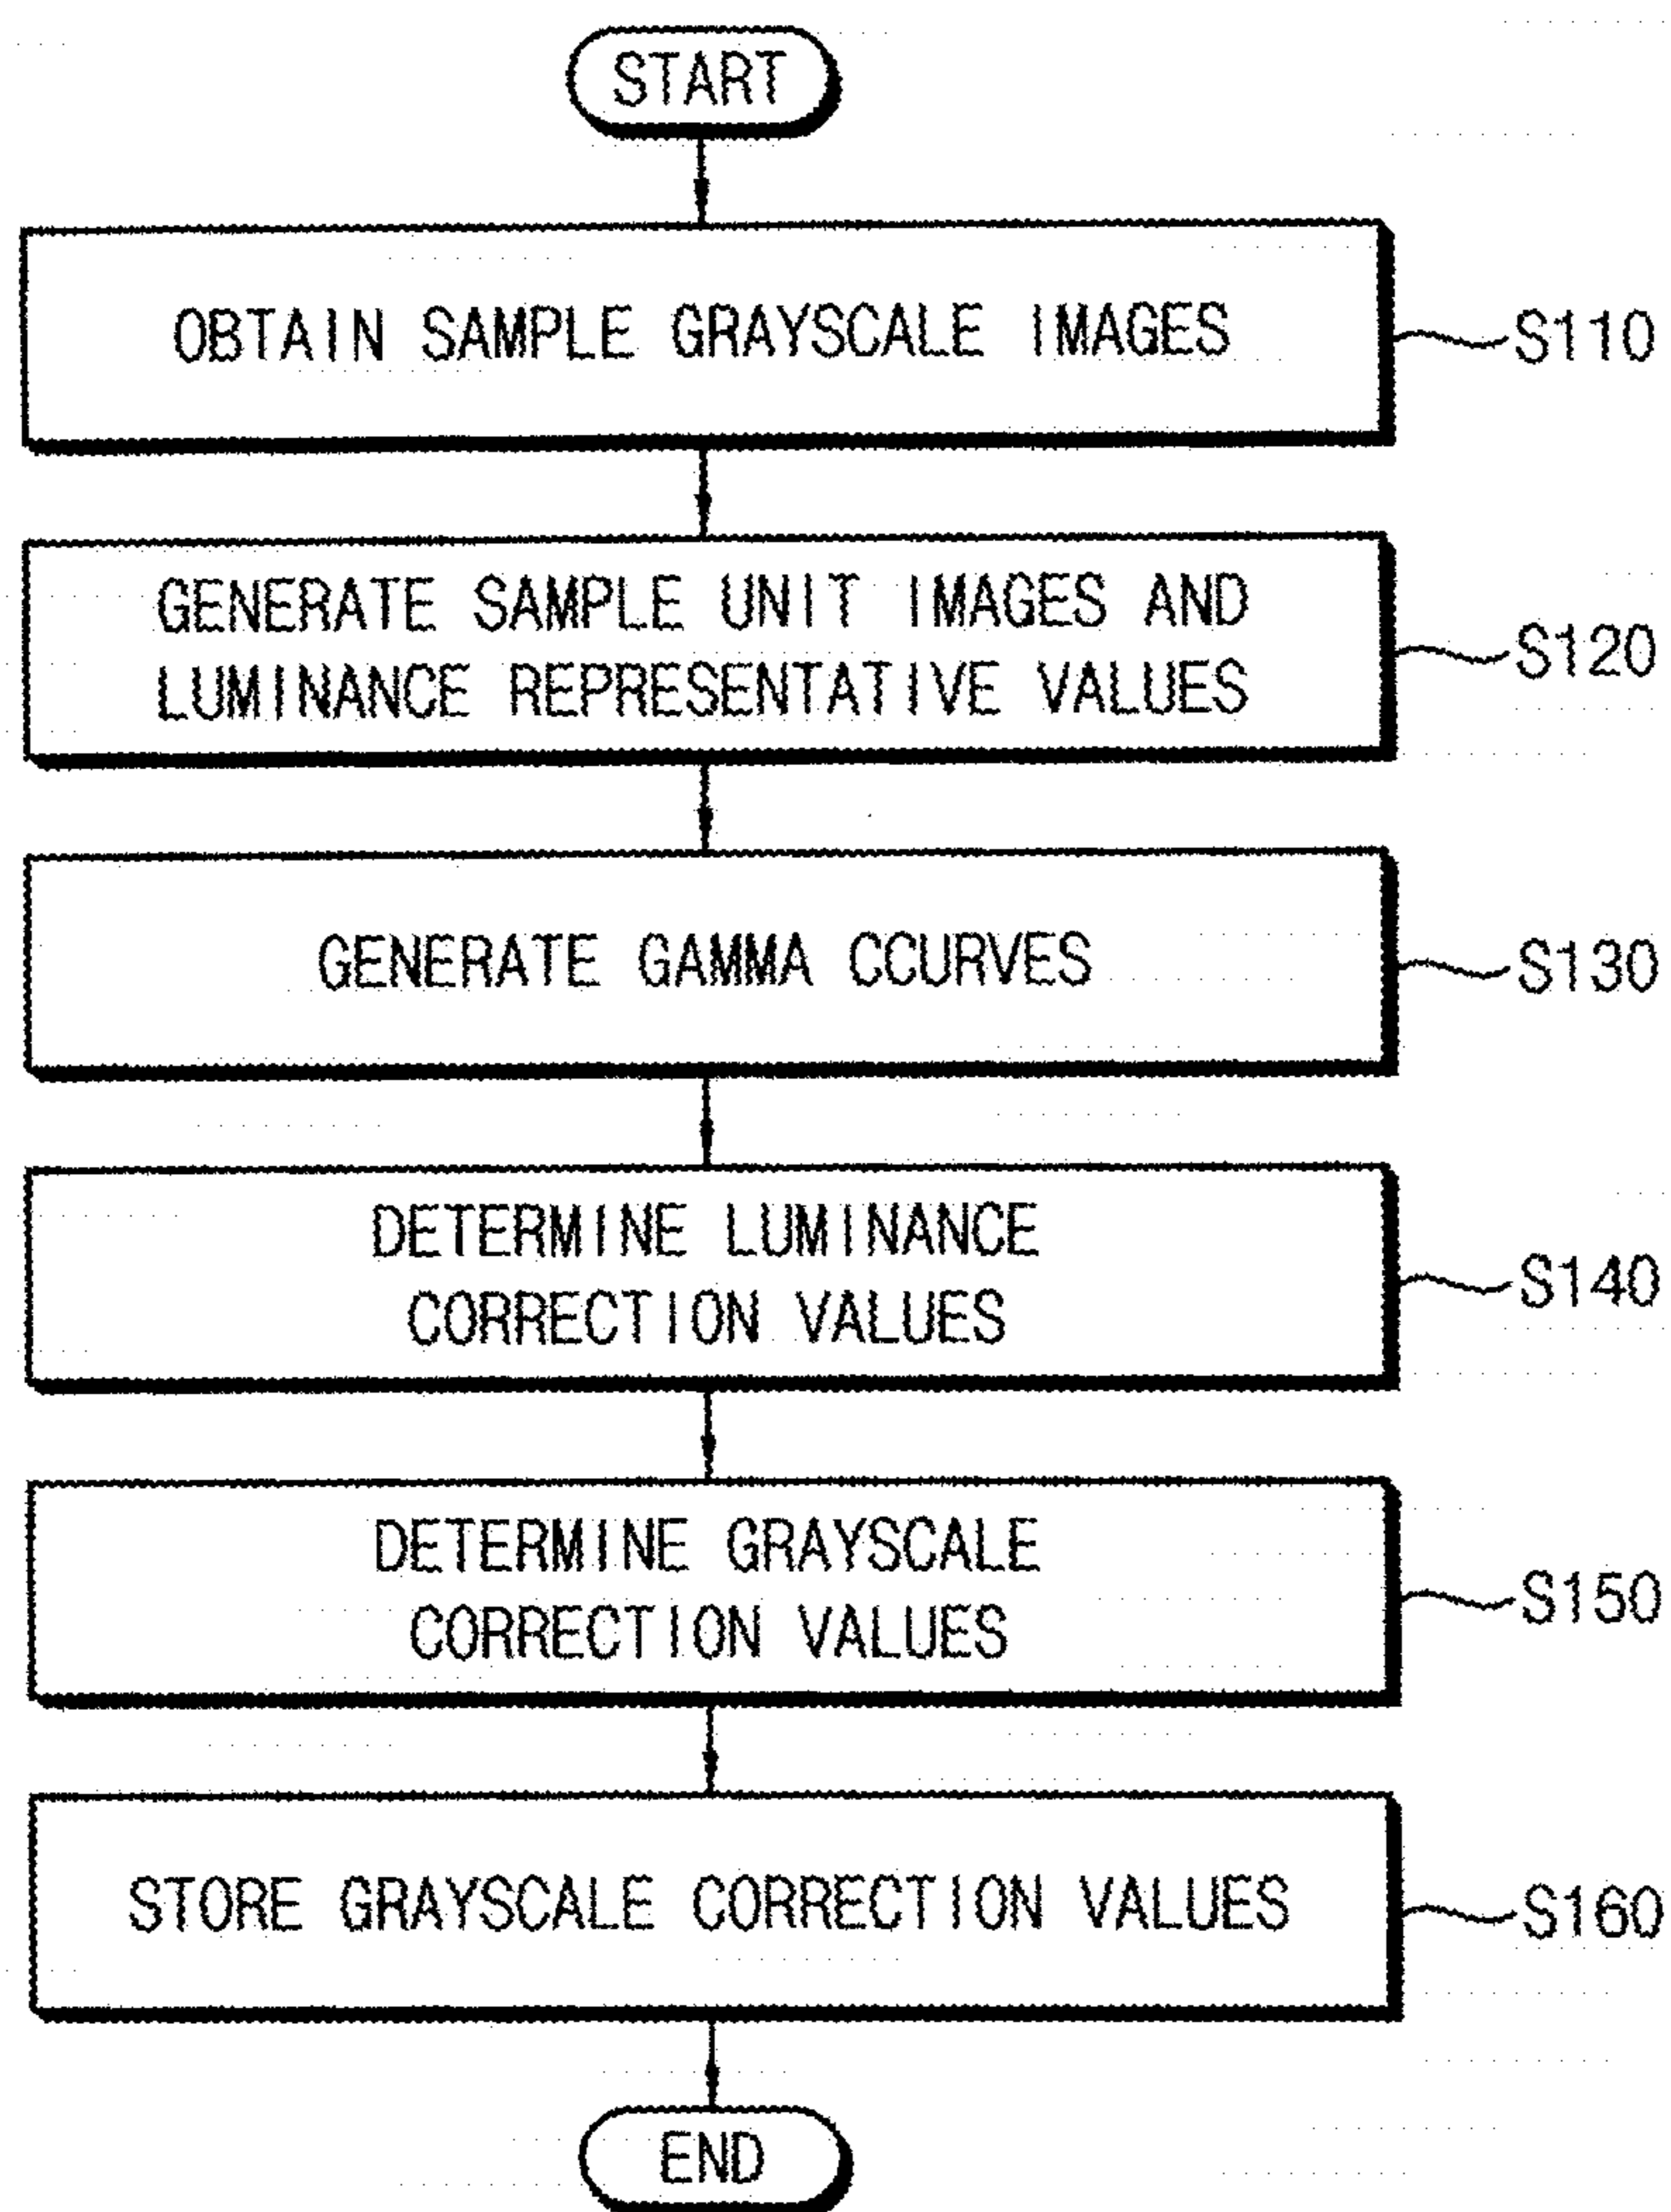 START
OBTAIN SAMPLE GRAYSCALE IMAGES
S110
GENERATE SAMPLE UNIT IMAGES AND
LUMINANCE REPRESENTATIVE VALUES
S120
GENERATE GAMMA CCURVES
S130
DETERMINE LUMINANCE
CORRECTION VALUES
S140
DETERMINE GRAYSCALE
CORRECTION VALUES
S150
STORE GRAYSCALE CORRECTION VALUES
S160
END